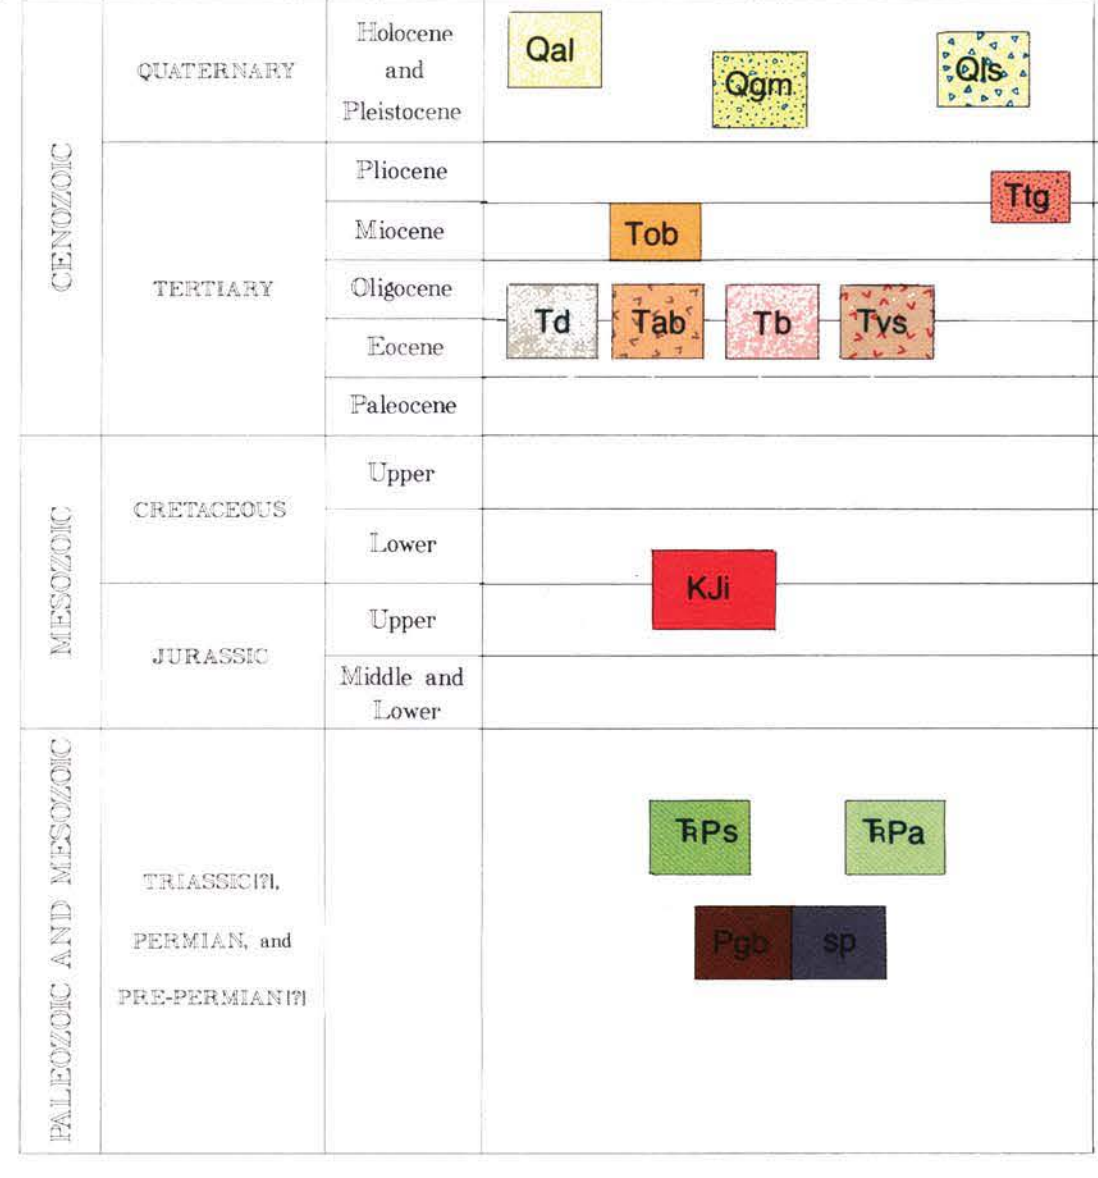 CENOZOIC
QUATERNARY
Holocene
and
Pleistocene
Qal
Qgm
Qls
TERTIARY
Pliocene
Ttg
Miocene
Tob
Oligocene
Eocene
Td
Tab
Tb
Tvs
Paleocene
MESOZOIC
CRETACEOUS
Upper
Lower
KJi
JURASSIC
Upper
Middle and
Lower
PALEOZOIC AND MESOZOIC
TRIASSIC[?],
PERMIAN, and
PRE-PERMIAN[?]
TRPs
TRPa
Pgb
sp